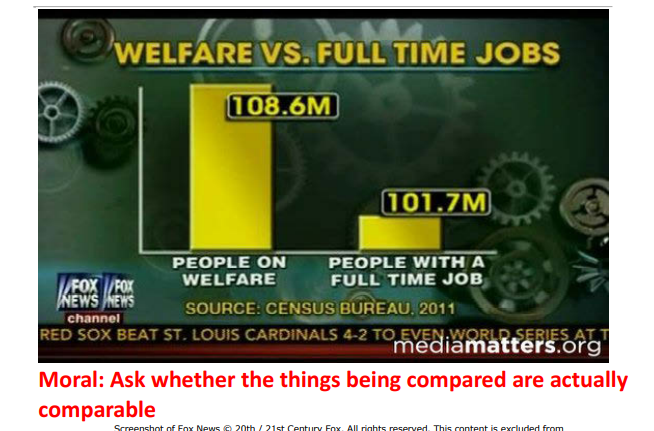 WELFARE VS. FULL TIME JOBS
108.6M
101.7M
PEOPLE ON
WELFARE
PEOPLE WITH A
FULL TIME JOB
FOX
NEWS
channel
FOX
NEWS
SOURCE: CENSUS BUREAU, 2011
RED SOX BEAT ST. LOUIS CARDINALS 4-2 TO EVEN WORLD SERIES AT T
mediamatters.org
Moral: Ask whether the things being compared are actually
comparable
Screenshot of Fox News © 20th / 21st Century Fox. All rights reserved. This content is excluded from